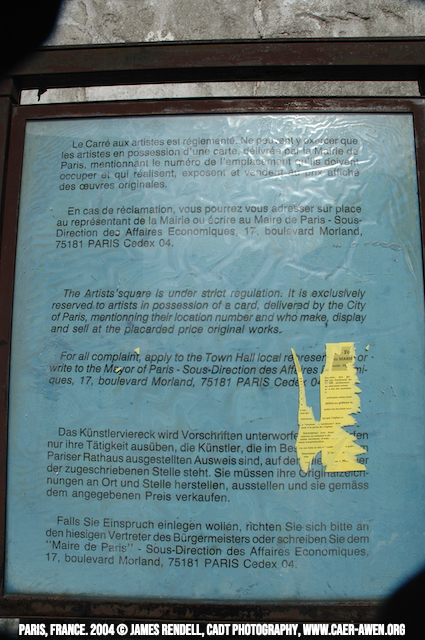 Le Carré aux artistes est réglementé. Ne peuvent y exercer que
les artistes en possession d'une carte, délivrée par la Mairie de
Paris, mentionnant le numéro de l'emplacement qu'ils doivent
occuper et qui réalisent, exposent et vendent au prix affiché
des œuvres originales.
En cas de réclamation, vous pourrez vous adresser sur place
au représentant de la Mairie ou écrire au Maire de Paris - Sous-
Direction des Affaires Economiques, 17, boulevard Morland,
75181 PARIS Cedex 04.
The Artists'square is under strict regulation. It is exclusively
reserved to artists in possession of a card, delivered by the City
of Paris, mentionning their location number and who make, display
and sell at the placarded price original works.
For all complaint, apply to the Town Hall local or
write to the Mayor of Paris - Sous-Direction des
ques, 17, boulevard Morland, 75181 PARIS Cedex 04
Das Künstlerviereck wird Vorschriften
nur ihre Tätigkeit ausüben, die Künstler, die im
Pariser Rathaus ausgestellten Ausweis sind, auf
der zugeschriebenen Stelle steht. Sie müssen ihre Originalzeich-
nungen an Ort und Stelle herstellen, ausstellen und sie gemäss
dem angegebenen Preis verkaufen.
Falls Sie Einspruch einlegen wollen, richten Sie sich bitte an
den hiesigen Vertreter des Bürgermeisters oder schreiben Sie dem
"Maire de Paris" - Sous-Direction des Affaires Economiques,
17, boulevard Morland, 75181 PARIS Cedex 04.
PARIS, FRANCE. 2004 © JAMES RENDELL, CADT PHOTOGRAPHY, WWW.CAER-AWEN.ORG